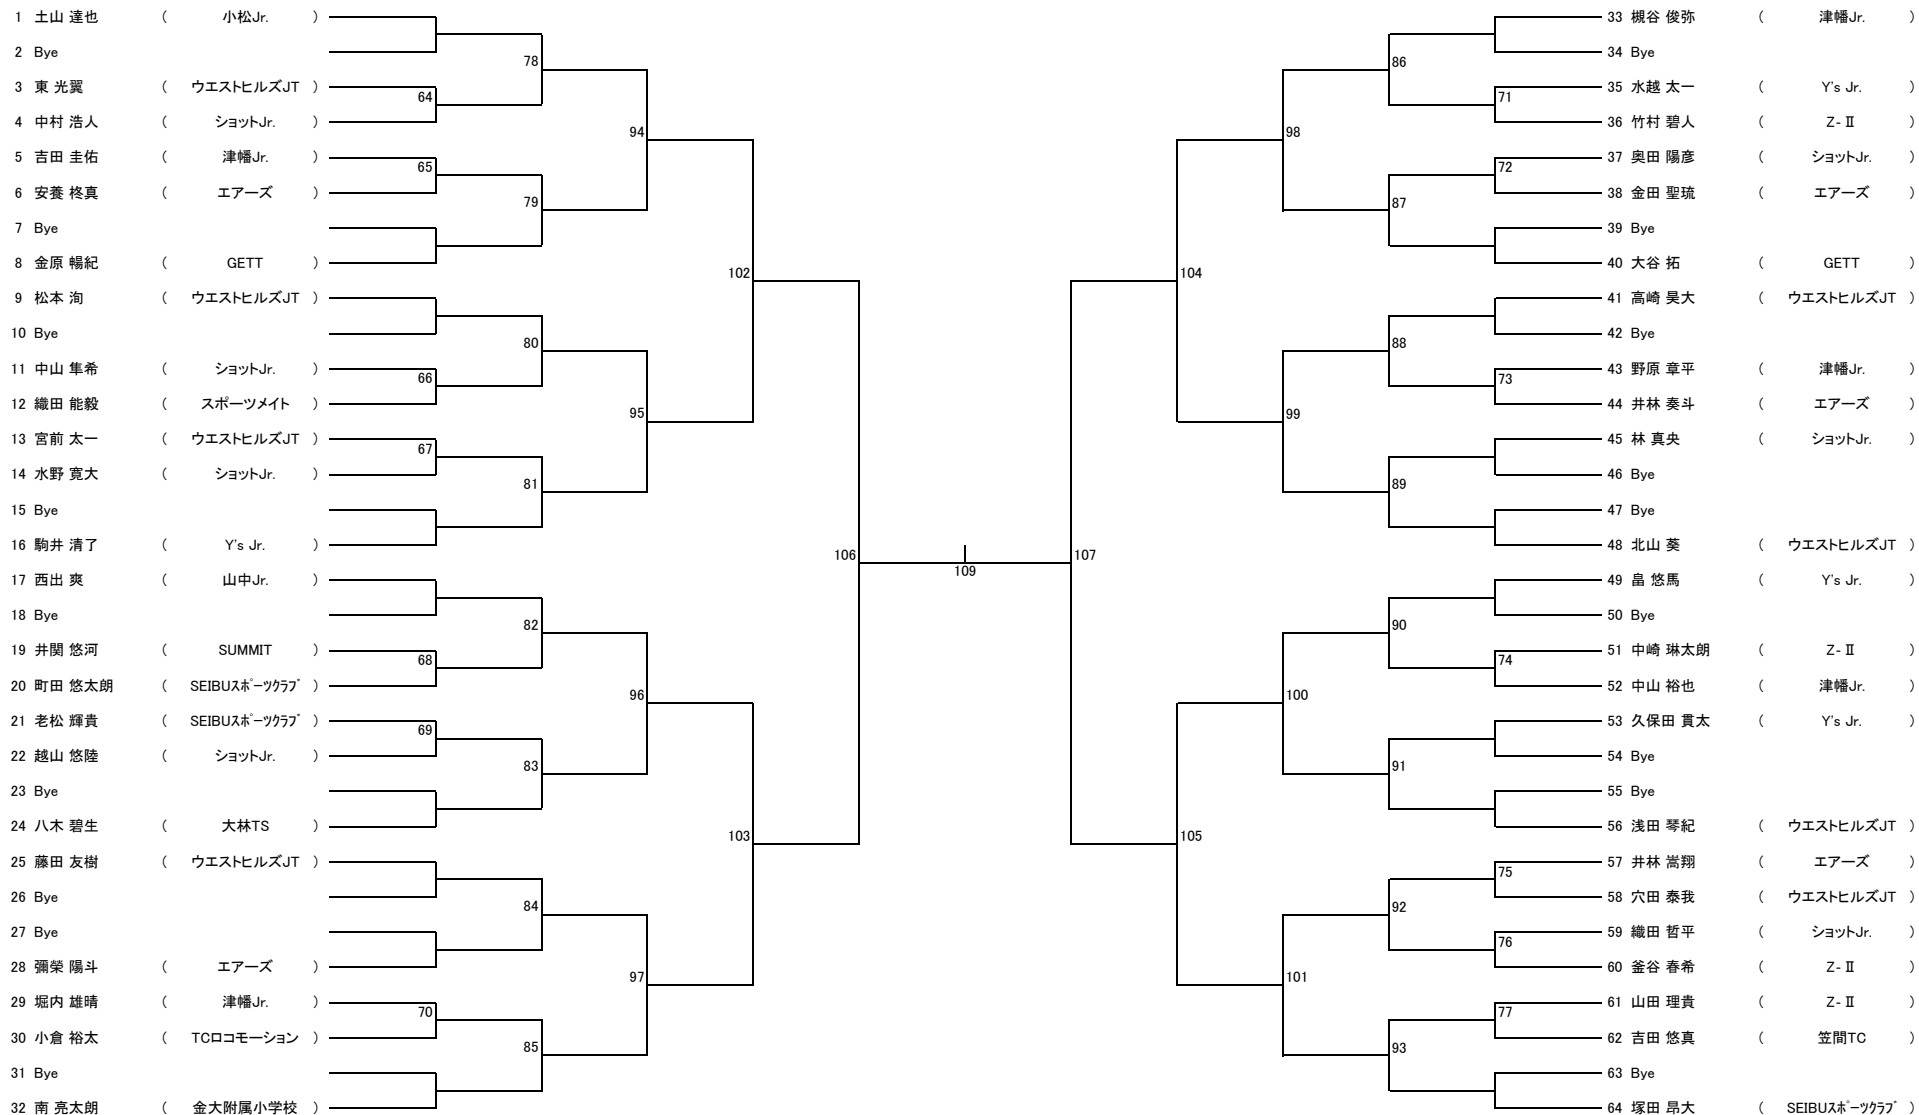 1 土山 達也 ( 小松Jr. )
2 Bye
3 東 光翼 ( ウエストヒルズJT )
4 中村 浩人 ( ショットJr. )
5 吉田 圭佑 ( 津幡Jr. )
6 安養 柊真 ( エアーズ )
7 Bye
8 金原 暢紀 ( GETT )
9 松本 洵 ( ウエストヒルズJT )
10 Bye
11 中山 隼希 ( ショットJr. )
12 織田 能毅 ( スポーツメイト )
13 宮前 太一 ( ウエストヒルズJT )
14 水野 寛大 ( ショットJr. )
15 Bye
16 駒井 清了 ( Y's Jr. )
17 西出 爽 ( 山中Jr. )
18 Bye
19 井関 悠河 ( SUMMIT )
20 町田 悠太朗 ( SEIBUスポーツクラブ )
21 老松 輝貴 ( SEIBUスポーツクラブ )
22 越山 悠陸 ( ショットJr. )
23 Bye
24 八木 碧生 ( 大林TS )
25 藤田 友樹 ( ウエストヒルズJT )
26 Bye
27 Bye
28 彌榮 陽斗 ( エアーズ )
29 堀内 雄晴 ( 津幡Jr. )
30 小倉 裕太 ( TCロコモーション )
31 Bye
32 南 亮太朗 ( 金大附属小学校 )
64
65
66
67
68
69
70
78
79
80
81
82
83
84
85
94
95
96
97
102
103
106
109
107
104
105
98
99
100
101
86
87
88
89
90
91
92
93
71
72
73
74
75
76
77
33 槻谷 俊弥 ( 津幡Jr. )
34 Bye
35 水越 太一 ( Y's Jr. )
36 竹村 碧人 ( Z-Ⅱ )
37 奥田 陽彦 ( ショットJr. )
38 金田 聖琉 ( エアーズ )
39 Bye
40 大谷 拓 ( GETT )
41 高崎 昊大 ( ウエストヒルズJT )
42 Bye
43 野原 章平 ( 津幡Jr. )
44 井林 奏斗 ( エアーズ )
45 林 真央 ( ショットJr. )
46 Bye
47 Bye
48 北山 葵 ( ウエストヒルズJT )
49 畠 悠馬 ( Y's Jr. )
50 Bye
51 中崎 琳太朗 ( Z-Ⅱ )
52 中山 裕也 ( 津幡Jr. )
53 久保田 貫太 ( Y's Jr. )
54 Bye
55 Bye
56 浅田 琴紀 ( ウエストヒルズJT )
57 井林 嵩翔 ( エアーズ )
58 穴田 泰我 ( ウエストヒルズJT )
59 織田 哲平 ( ショットJr. )
60 釜谷 春希 ( Z-Ⅱ )
61 山田 理貴 ( Z-Ⅱ )
62 吉田 悠真 ( 笠間TC )
63 Bye
64 塚田 昂大 ( SEIBUスポーツクラブ )